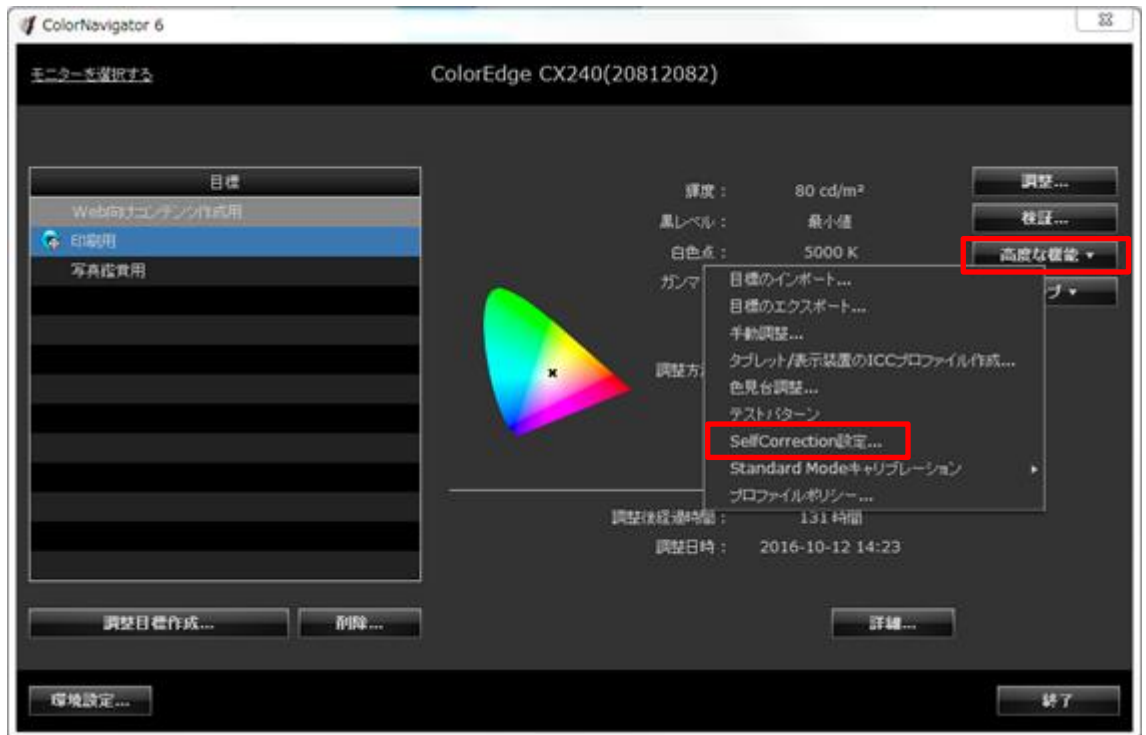 ColorNavigator 6
モニターを選択する
ColorEdge CX240(20812082)
目標
Web向けコンテンツ作成用
印刷用
写真鑑賞用
輝度： 80 cd/m²
黒レベル： 最小値
白色点： 5000 K
ガンマ
調整方
調整...
検証...
高度な機能
プ
目標のインポート...
目標のエクスポート...
手動調整...
タブレット/表示装置のICCプロファイル作成...
色見台調整...
テストパターン
SelfCorrection設定...
Standard Modeキャリブレーション
プロファイルポリシー...
調整後経過時間： 131 時間
調整日時： 2016-10-12 14:23
調整目標作成...
削除...
詳細...
環境設定...
終了